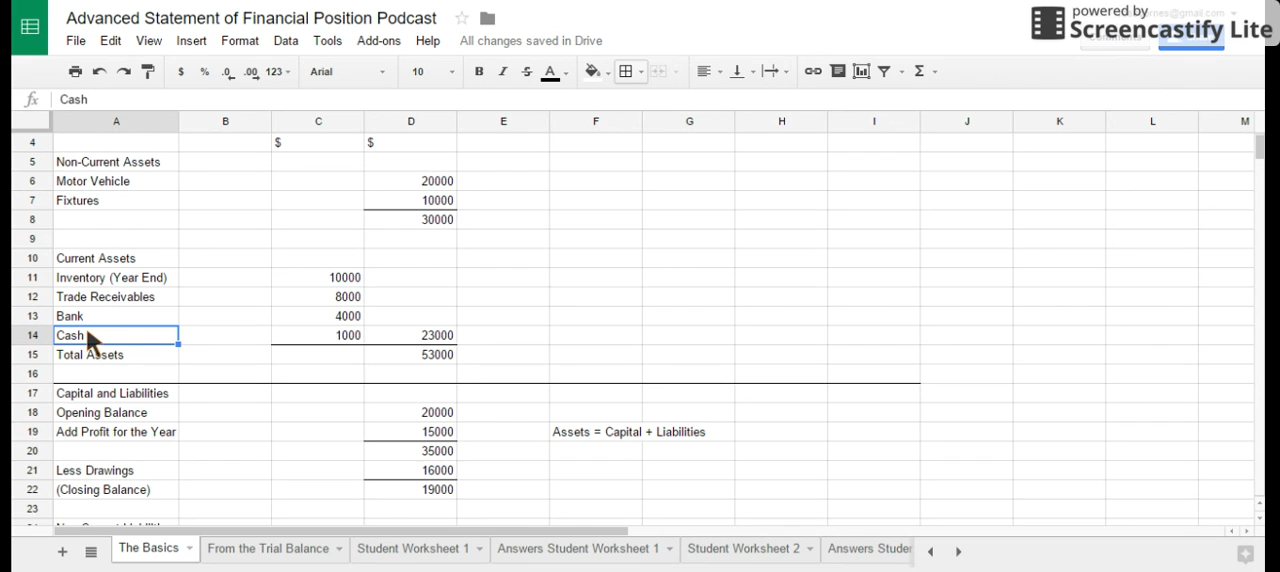 Advanced Statement of Financial Position Podcast
powered by
Screencastify Lite
File Edit View Insert Format Data Tools Add-ons Help All changes saved in Drive
$ % .0 .00 123 Arial 10 B I S A Σ
fx Cash
A B C D E F G H I J K L M
4 $ $
5 Non-Current Assets
6 Motor Vehicle 20000
7 Fixtures 10000
8 30000
9
10 Current Assets
11 Inventory (Year End) 10000
12 Trade Receivables 8000
13 Bank 4000
14 Cash 1000 23000
15 Total Assets 53000
16
17 Capital and Liabilities
18 Opening Balance 20000
19 Add Profit for the Year 15000 Assets = Capital + Liabilities
20 35000
21 Less Drawings 16000
22 (Closing Balance) 19000
23
The Basics From the Trial Balance Student Worksheet 1 Answers Student Worksheet 1 Student Worksheet 2 Answers Studen